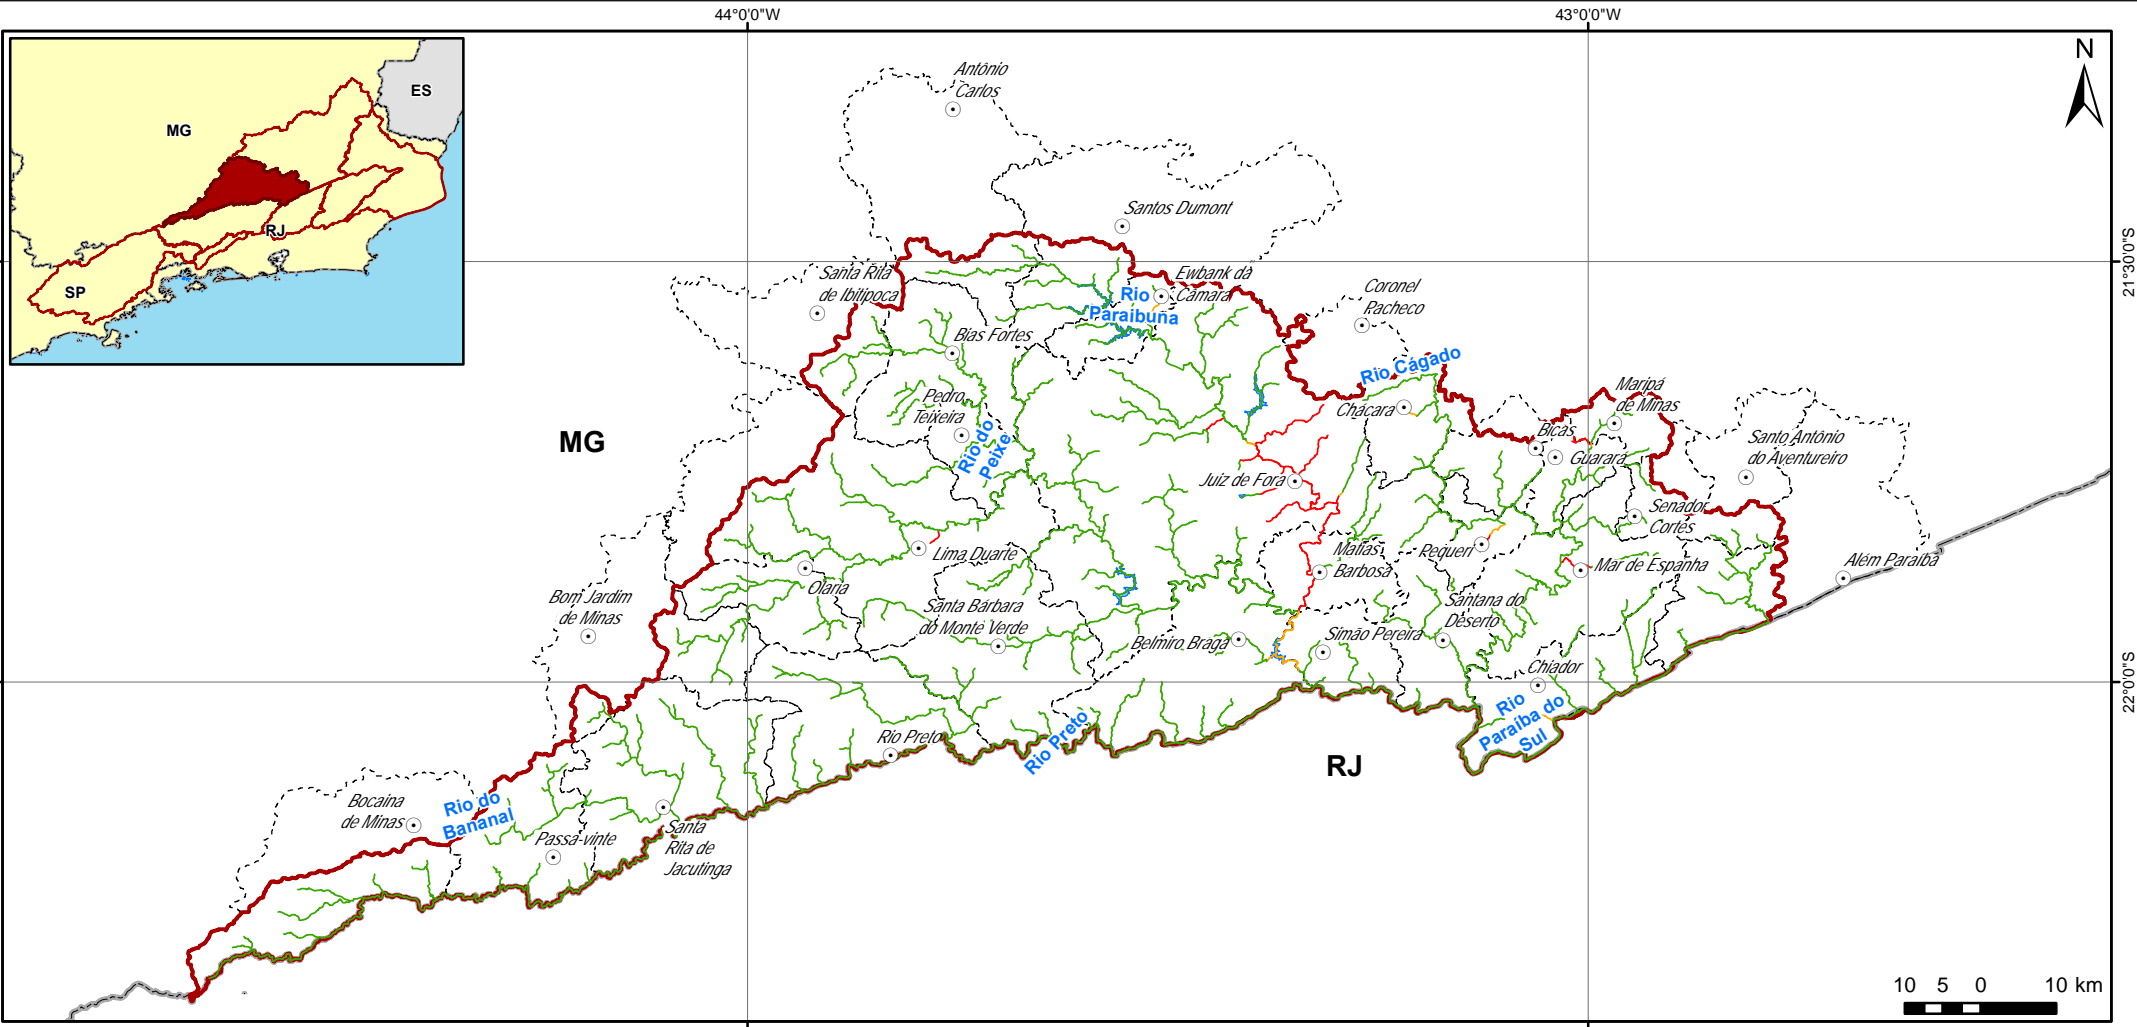 44°0'0"W
43°0'0"W
N
ES
MG
RJ
SP
Antônio
Carlos
Santos Dumont
21°30'0"S
Santa Rita
de Ibitipoca
Ewbank da
Câmara
Rio
Paraibuna
Coronel
Pacheco
Bias Fortes
Rio Cágado
Maripá
de Minas
Pedro
Teixeira
Chácara
MG
Rio do
Peixe
Bicas
Guarará
Santo Antônio
do Aventureiro
Juiz de Fora
Senador
Cortes
Lima Duarte
Matias
Barbosa
Pequeri
Mar de Espanha
Além Paraíba
Olaria
Bom Jardim
de Minas
Santa Bárbara
do Monte Verde
Santana do
Deserto
Belmiro Braga
Simão Pereira
Chiador
22°0'0"S
Rio
Paraíba do
Sul
Rio Preto
Rio Preto
RJ
Bocaina
de Minas
Rio do
Bananal
Passa-vinte
Santa
Rita de
Jacutinga
10 5 0 10 km